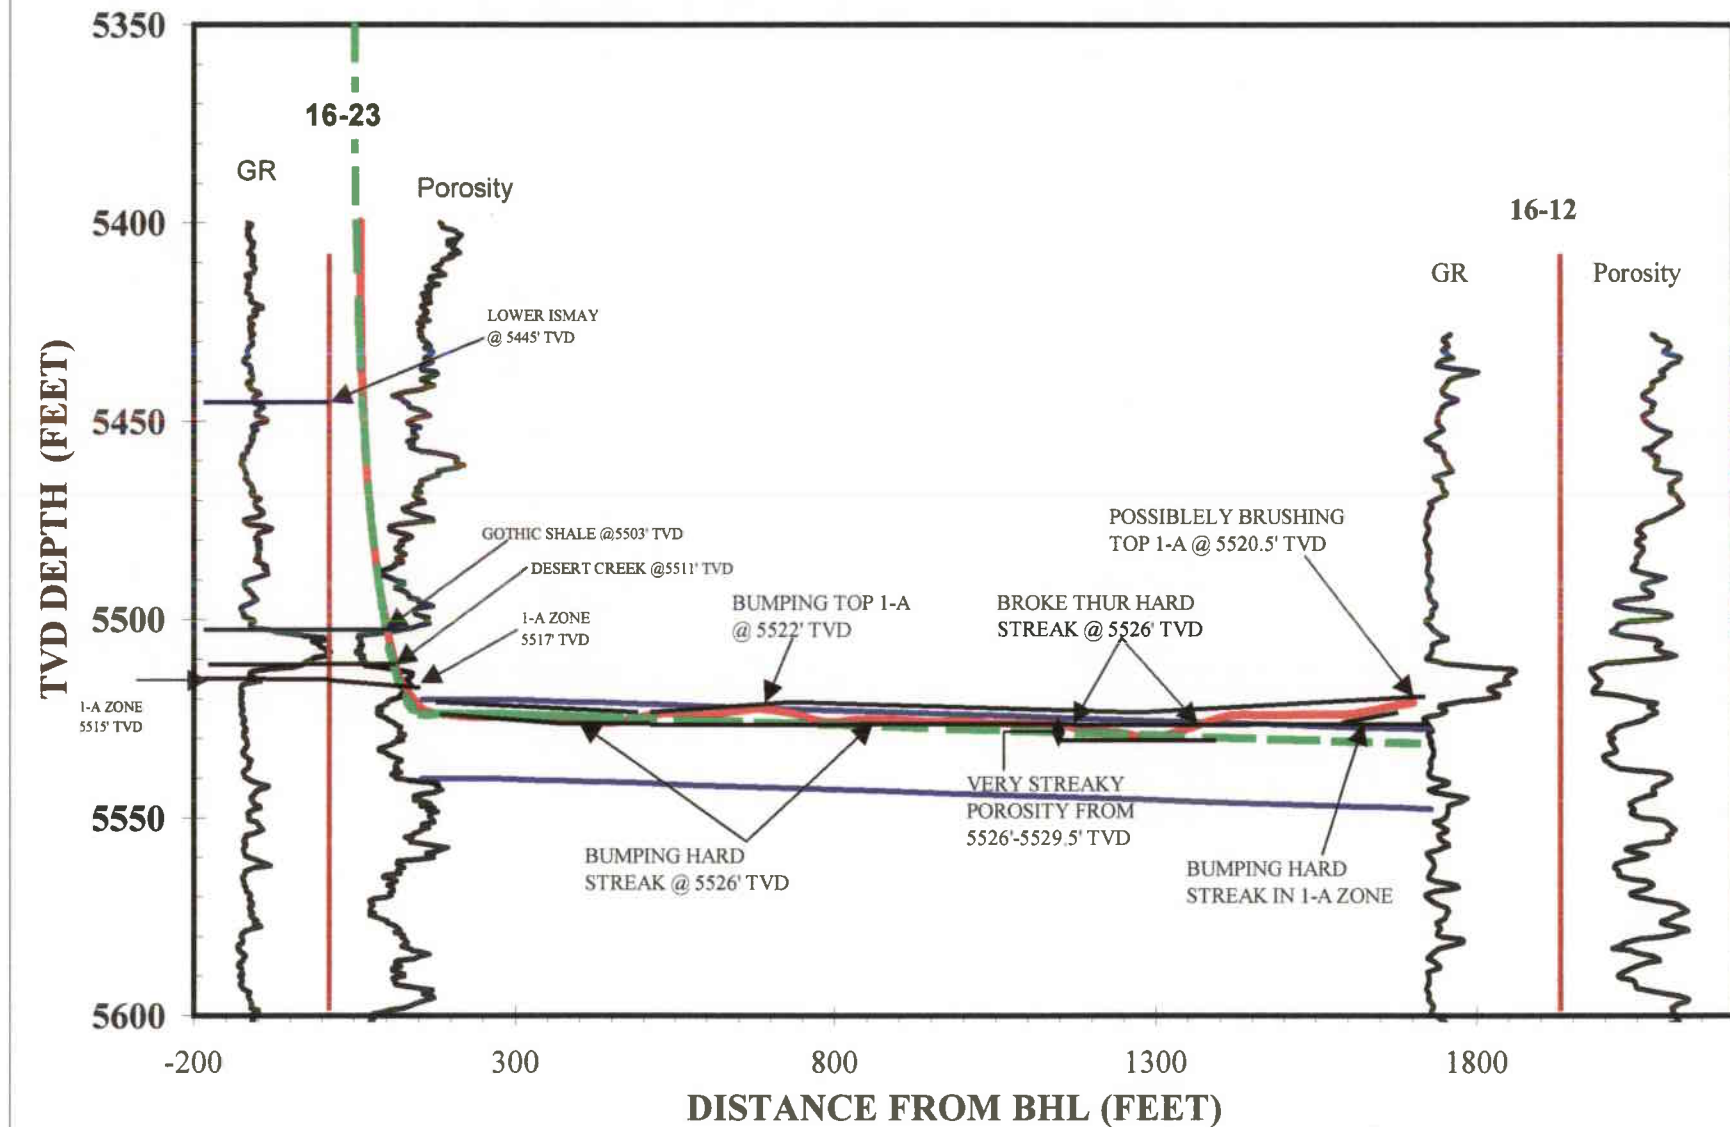 5350
16-23
GR
Porosity
5400
16-12
GR
Porosity
LOWER ISMAY
@ 5445' TVD
5450
TVD DEPTH (FEET)
GOTHIC SHALE @5503' TVD
DESERT CREEK @5511' TVD
1-A ZONE
5517' TVD
BUMPING TOP 1-A
@ 5522' TVD
BROKE THUR HARD
STREAK @ 5526' TVD
POSSIBLELY BRUSHING
TOP 1-A @ 5520.5' TVD
5500
1-A ZONE
5515' TVD
5550
BUMPING HARD
STREAK @ 5526' TVD
VERY STREAKY
POROSITY FROM
5526'-5529.5' TVD
BUMPING HARD
STREAK IN 1-A ZONE
5600
-200
300
800
1300
1800
DISTANCE FROM BHL (FEET)